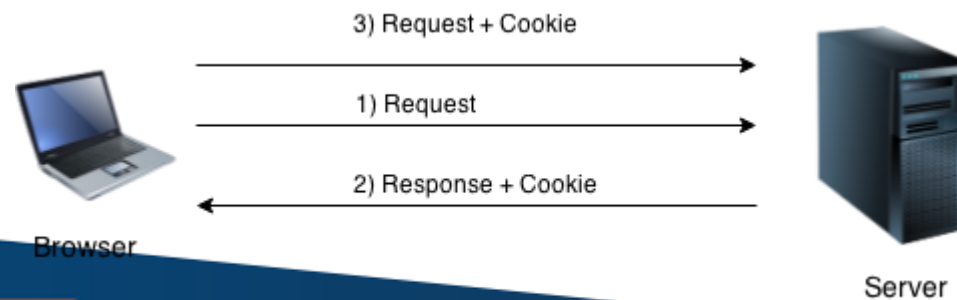 3) Request + Cookie
1) Request
2) Response + Cookie
Browser
Server